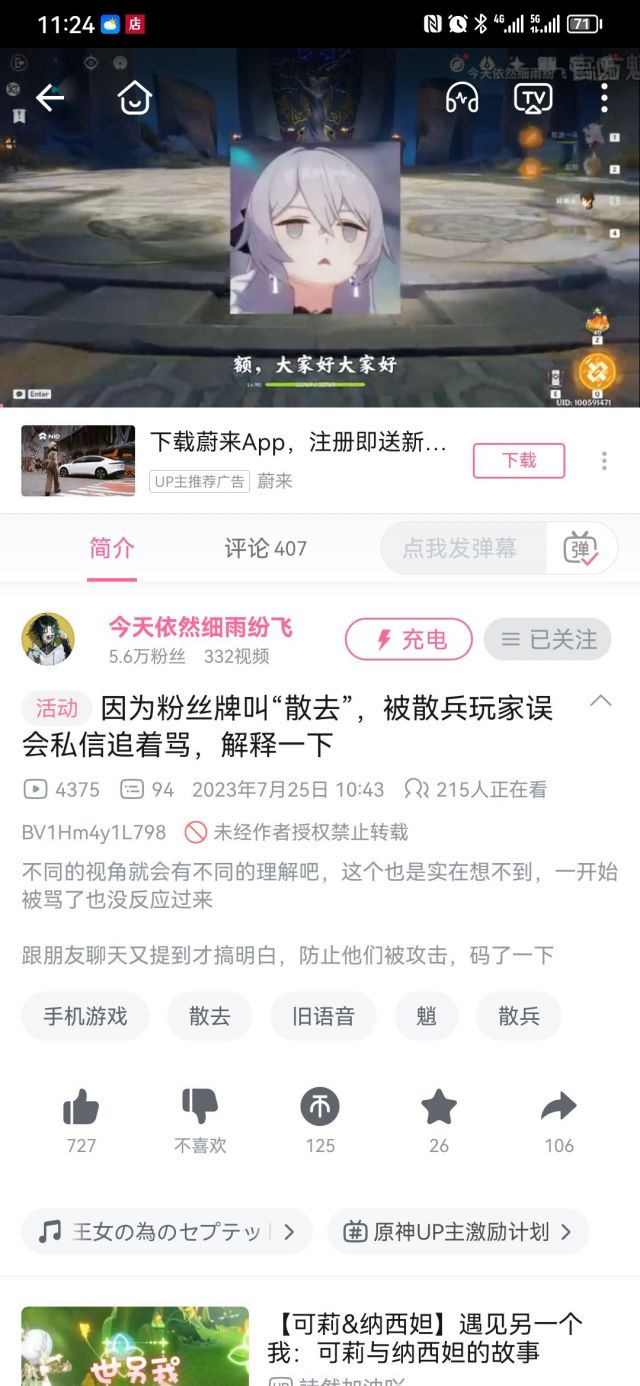 11:24
店
4G
5G
71
今天依然细雨纷飞
TV
1
2
4
额，大家好大家好
Lv.90
Enter
Z
E
Q
UID: 100591471
NIO
下载蔚来App，注册即送新…
UP主推荐广告 蔚来
下载
简介
评论 407
点我发弹幕
弹
今天依然细雨纷飞
5.6万粉丝 332视频
充电
已关注
活动 因为粉丝牌叫“散去”，被散兵玩家误
会私信追着骂，解释一下
4375 94 2023年7月25日 10:43 215人正在看
BV1Hm4y1L798 未经作者授权禁止转载
不同的视角就会有不同的理解吧，这个也是实在想不到，一开始
被骂了也没反应过来
跟朋友聊天又提到才搞明白，防止他们被攻击，码了一下
手机游戏 散去 旧语音 魈 散兵
727 不喜欢 125 26 106
王女の為のセプテッ
原神UP主激励计划
世另我
【可莉&纳西妲】遇见另一个
我：可莉与纳西妲的故事